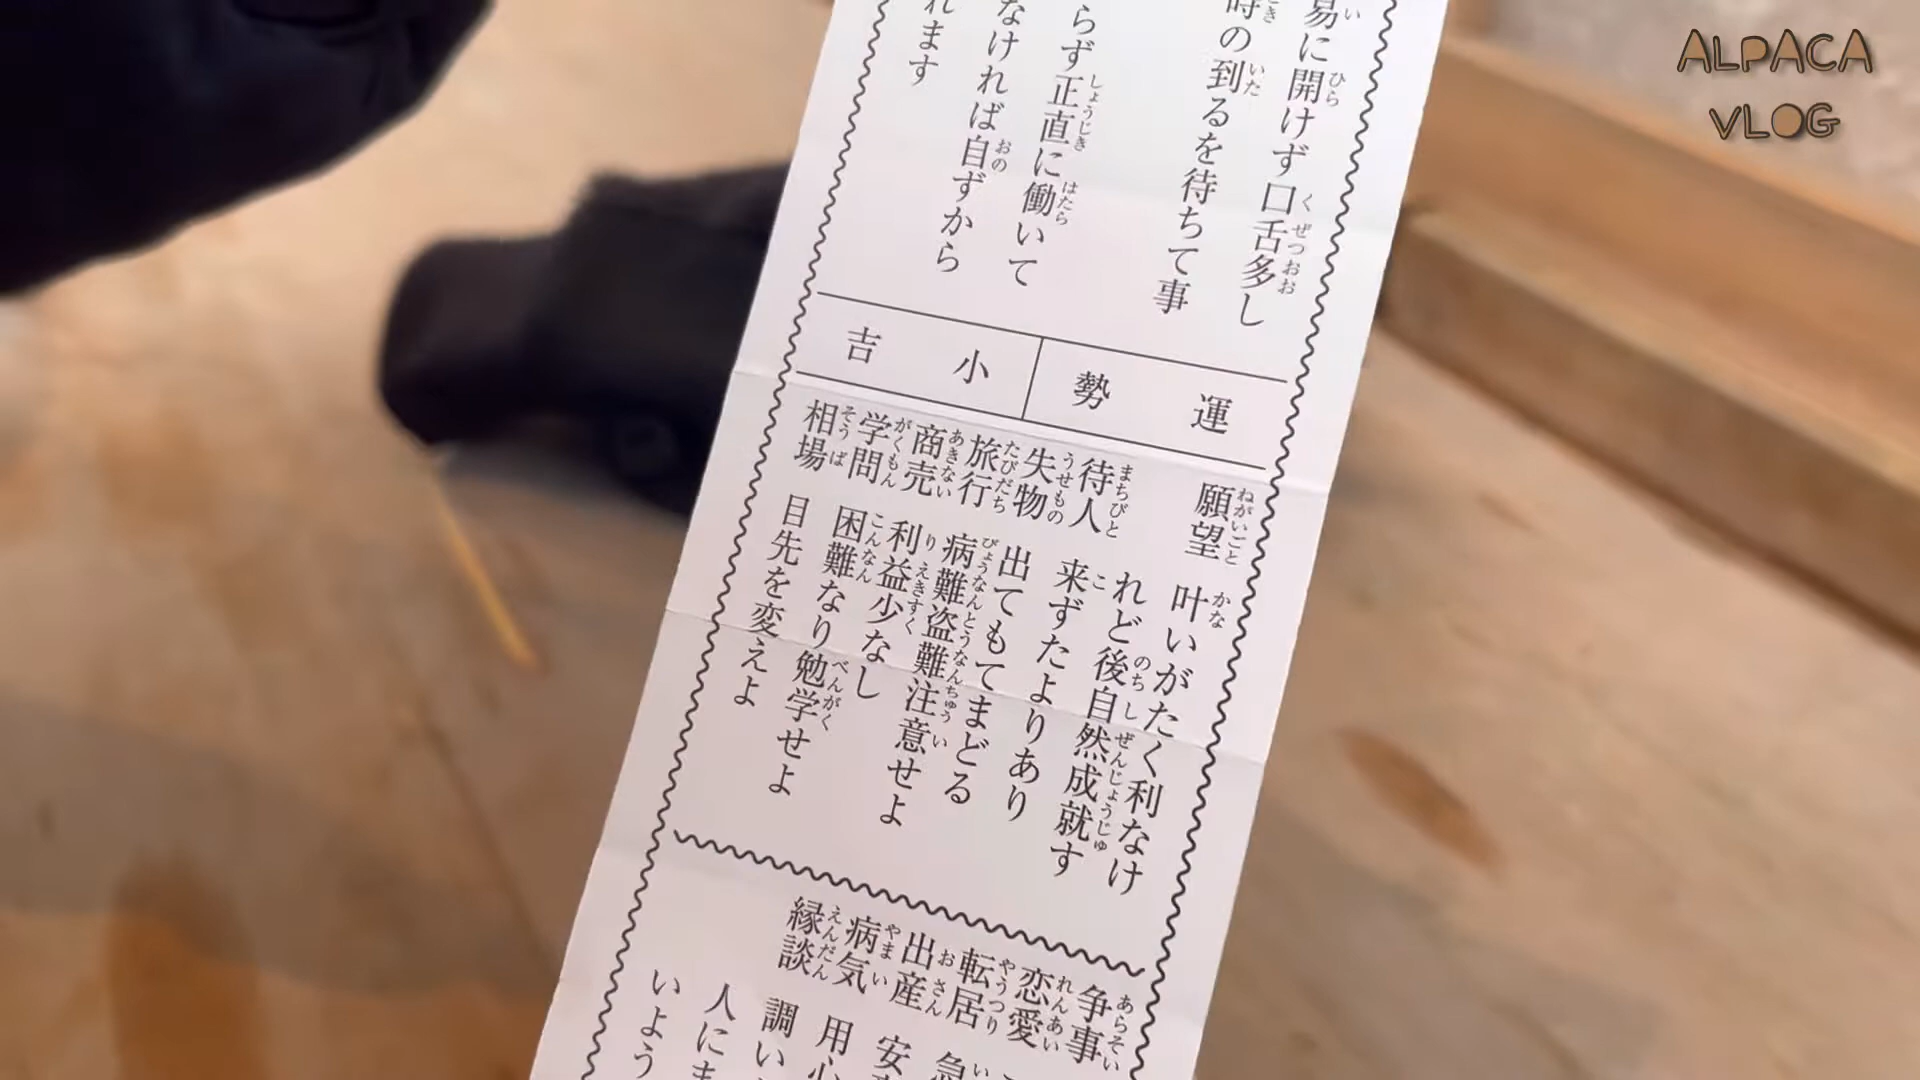 ALPACA
VLOG
易に開けず口舌多し
時の到るを待ちて事
らず正直に働いて
なければ自ずから
れます
運勢 小吉
願望 叶いがたく利なけ
れど後自然成就す
待人 来ずたよりあり
失物 出てもてまどる
旅行 病難盗難注意せよ
商売 利益少なし
学問 困難なり勉学せよ
相場 目先を変えよ
争事
恋愛 急
転居 安
出産 用心
病気 調い
縁談 人にま
いよう